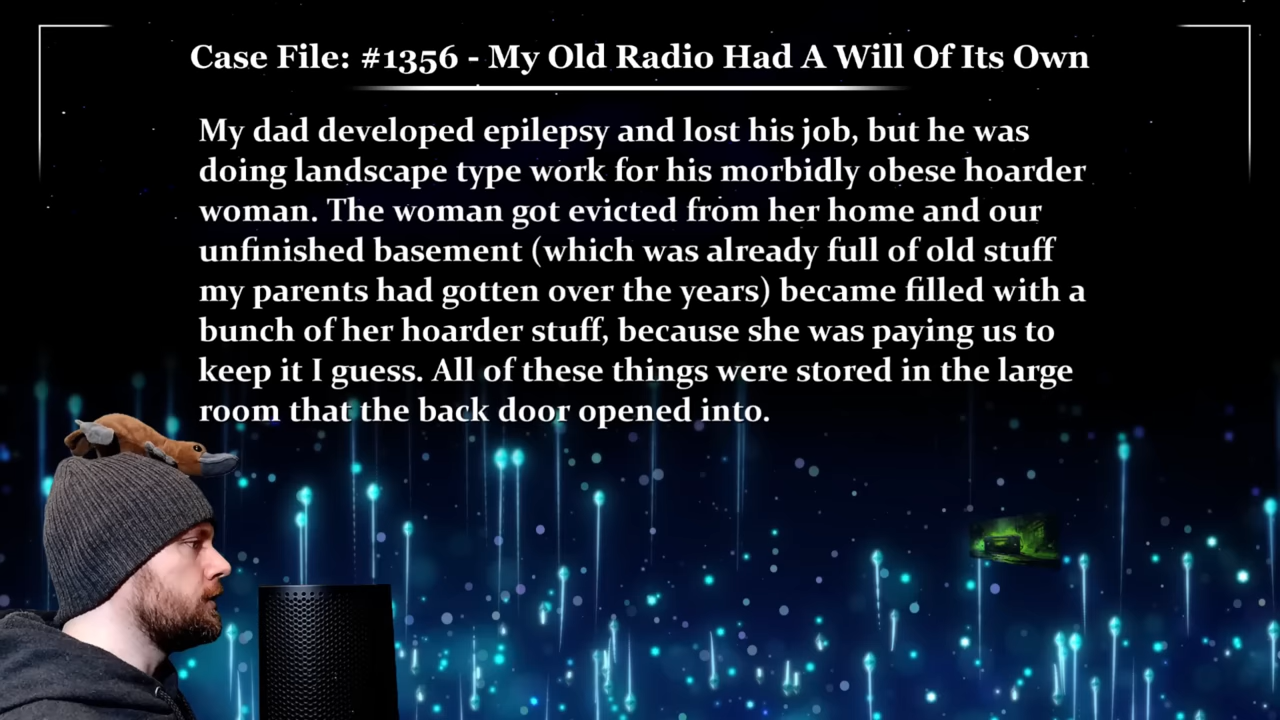 Case File: #1356 - My Old Radio Had A Will Of Its Own
My dad developed epilepsy and lost his job, but he was
doing landscape type work for his morbidly obese hoarder
woman. The woman got evicted from her home and our
unfinished basement (which was already full of old stuff
my parents had gotten over the years) became filled with a
bunch of her hoarder stuff, because she was paying us to
keep it I guess. All of these things were stored in the large
room that the back door opened into.